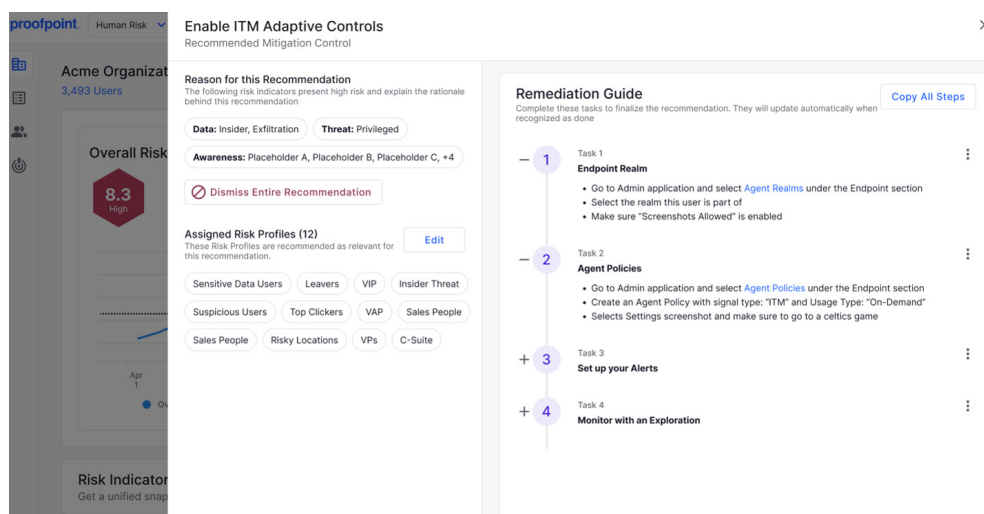 proofpoint.
Human Risk
Acme Organizat
3,493 Users
Overall Risk
8.3
High
Apr
1
Ov
Risk Indicator
Get a unified snap
Enable ITM Adaptive Controls
Recommended Mitigation Control
Reason for this Recommendation
The following risk indicators present high risk and explain the rationale
behind this recommendation
Data: Insider, Exfiltration
Threat: Privileged
Awareness: Placeholder A, Placeholder B, Placeholder C, +4
Dismiss Entire Recommendation
Assigned Risk Profiles (12)
These Risk Profiles are recommended as relevant for
this recommendation.
Edit
Sensitive Data Users
Leavers
VIP
Insider Threat
Suspicious Users
Top Clickers
VAP
Sales People
Sales People
Risky Locations
VPs
C-Suite
Remediation Guide
Complete these tasks to finalize the recommendation. They will update automatically when
recognized as done
Copy All Steps
1
Task 1
Endpoint Realm
• Go to Admin application and select Agent Realms under the Endpoint section
• Select the realm this user is part of
• Make sure “Screenshots Allowed” is enabled
2
Task 2
Agent Policies
• Go to Admin application and select Agent Policies under the Endpoint section
• Create an Agent Policy with signal type: “ITM” and Usage Type: “On-Demand”
• Selects Settings screenshot and make sure to go to a celtics game
3
Task 3
Set up your Alerts
4
Task 4
Monitor with an Exploration